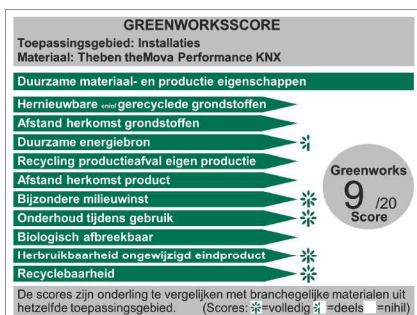 GREENWORKSSCORE
Toepassingsgebied: Installaties
Materiaal: Theben theMova Performance KNX
Duurzame materiaal- en productie eigenschappen
Hernieuwbare en/of gerecyclede grondstoffen
Afstand herkomst grondstoffen
Duurzame energiebron
Recycling productieafval eigen productie
Afstand herkomst product
Bijzondere milieuwinst
Onderhoud tijdens gebruik
Biologisch afbreekbaar
Herbruikbaarheid ongewijzigd eindproduct
Recyclebaarheid
Greenworks
9 /20
Score
De scores zijn onderling te vergelijken met branchegelijke materialen uit
hetzelfde toepassingsgebied. (Scores: =volledig =deels =nihil)